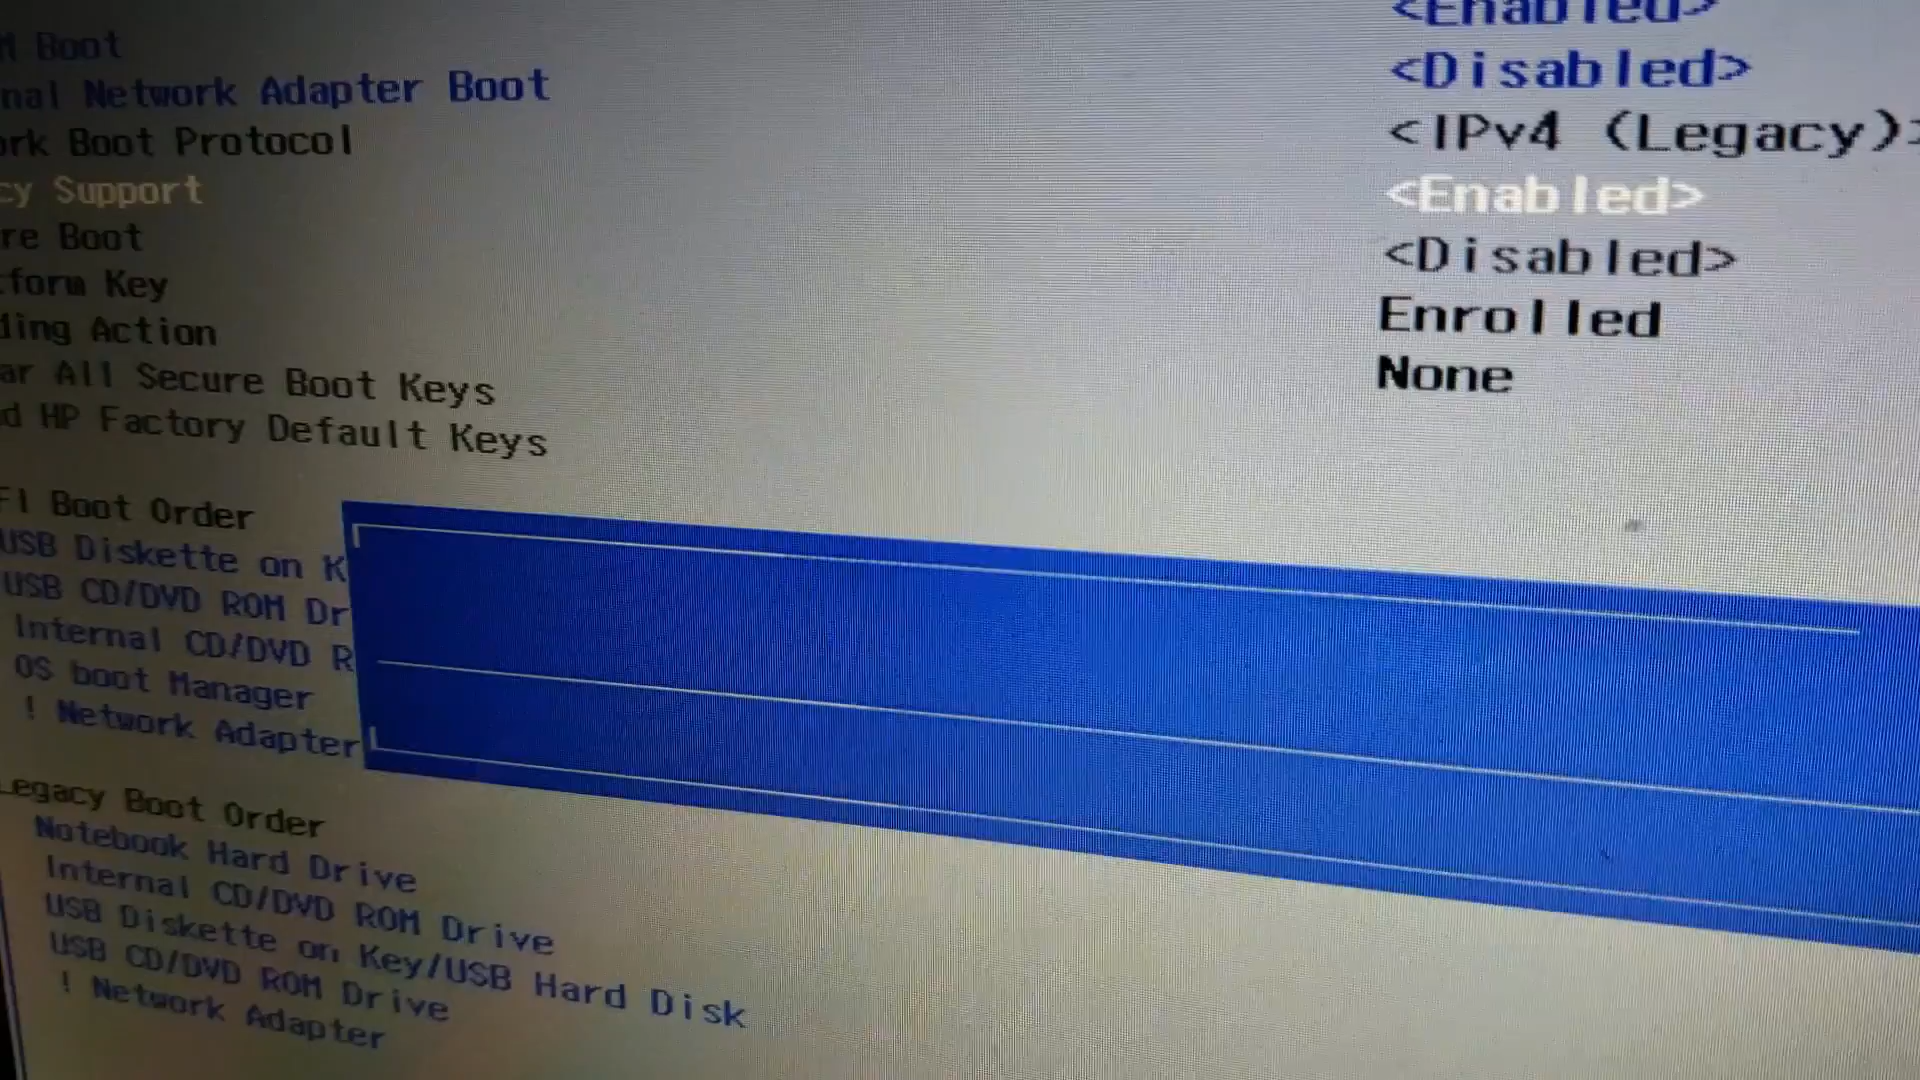 M Boot <Enabled>
nal Network Adapter Boot <Disabled>
ork Boot Protocol <IPv4 (Legacy)>
cy Support <Enabled>
re Boot <Disabled>
tform Key Enrolled
ding Action None
ar All Secure Boot Keys
d HP Factory Default Keys
FI Boot Order
USB Diskette on K
USB CD/DVD ROM Dr
Internal CD/DVD R
OS boot Manager
! Network Adapter
Legacy Boot Order
Notebook Hard Drive
Internal CD/DVD ROM Drive
USB Diskette on Key/USB Hard Disk
USB CD/DVD ROM Drive
! Network Adapter